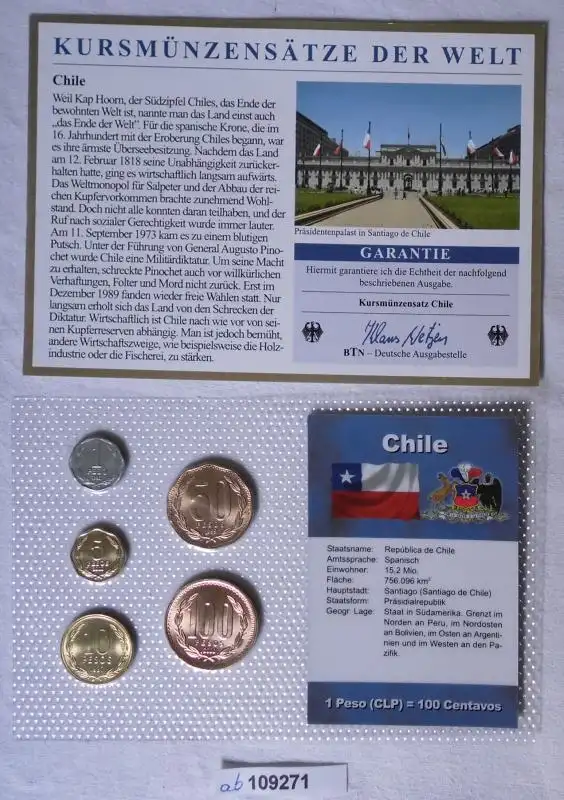 KURSMÜNZENSÄTZE DER WELT
Chile
Weil Kap Hoorn, der Südzipfel Chiles, das Ende der
bewohnten Welt ist, nannte man das Land einst auch
„das Ende der Welt". Für die spanische Krone, die im
16. Jahrhundert mit der Eroberung Chiles begann, war
es ihre ärmste Überseebesitzung. Nachdem das Land
am 12. Februar 1818 seine Unabhängigkeit zurücker-
halten hatte, ging es wirtschaftlich langsam aufwärts.
Das Weltmonopol für Salpeter und der Abbau der rei-
chen Kupfervorkommen brachte zunehmend Wohl-
stand. Doch nicht alle konnten daran teilhaben, und der
Ruf nach sozialer Gerechtigkeit wurde immer lauter.
Am 11. September 1973 kam es zu einem blutigen
Putsch. Unter der Führung von General Augusto Pino-
chet wurde Chile eine Militärdiktatur. Um seine Macht
zu erhalten, schreckte Pinochet auch vor willkürlichen
Verhaftungen, Folter und Mord nicht zurück. Erst im
Dezember 1989 fanden wieder freie Wahlen statt. Nur
langsam erholt sich das Land von den Schrecken der
Diktatur. Wirtschaftlich ist Chile nach wie vor von sei-
nen Kupferreserven abhängig. Man ist jedoch bemüht,
andere Wirtschaftszweige, wie beispielsweise die Holz-
industrie oder die Fischerei, zu stärken.
Präsidentenpalast in Santiago de Chile
GARANTIE
Hiermit garantiere ich die Echtheit der nachfolgend
beschriebenen Ausgabe.
Kursmünzensatz Chile
BTN – Deutsche Ausgabestelle
1
PESO
5
PESOS
10
PESOS
50
PESOS
100
PESOS
Chile
Staatsname: República de Chile
Amtssprache: Spanisch
Einwohner: 15,2 Mio.
Fläche: 756.096 km²
Hauptstadt: Santiago (Santiago de Chile)
Staatsform: Präsidialrepublik
Geogr. Lage: Staat in Südamerika. Grenzt im
Norden an Peru, im Nordosten
an Bolivien, im Osten an Argenti-
nien und im Westen an den Pa-
zifik.
1 Peso (CLP) = 100 Centavos
ab 109271